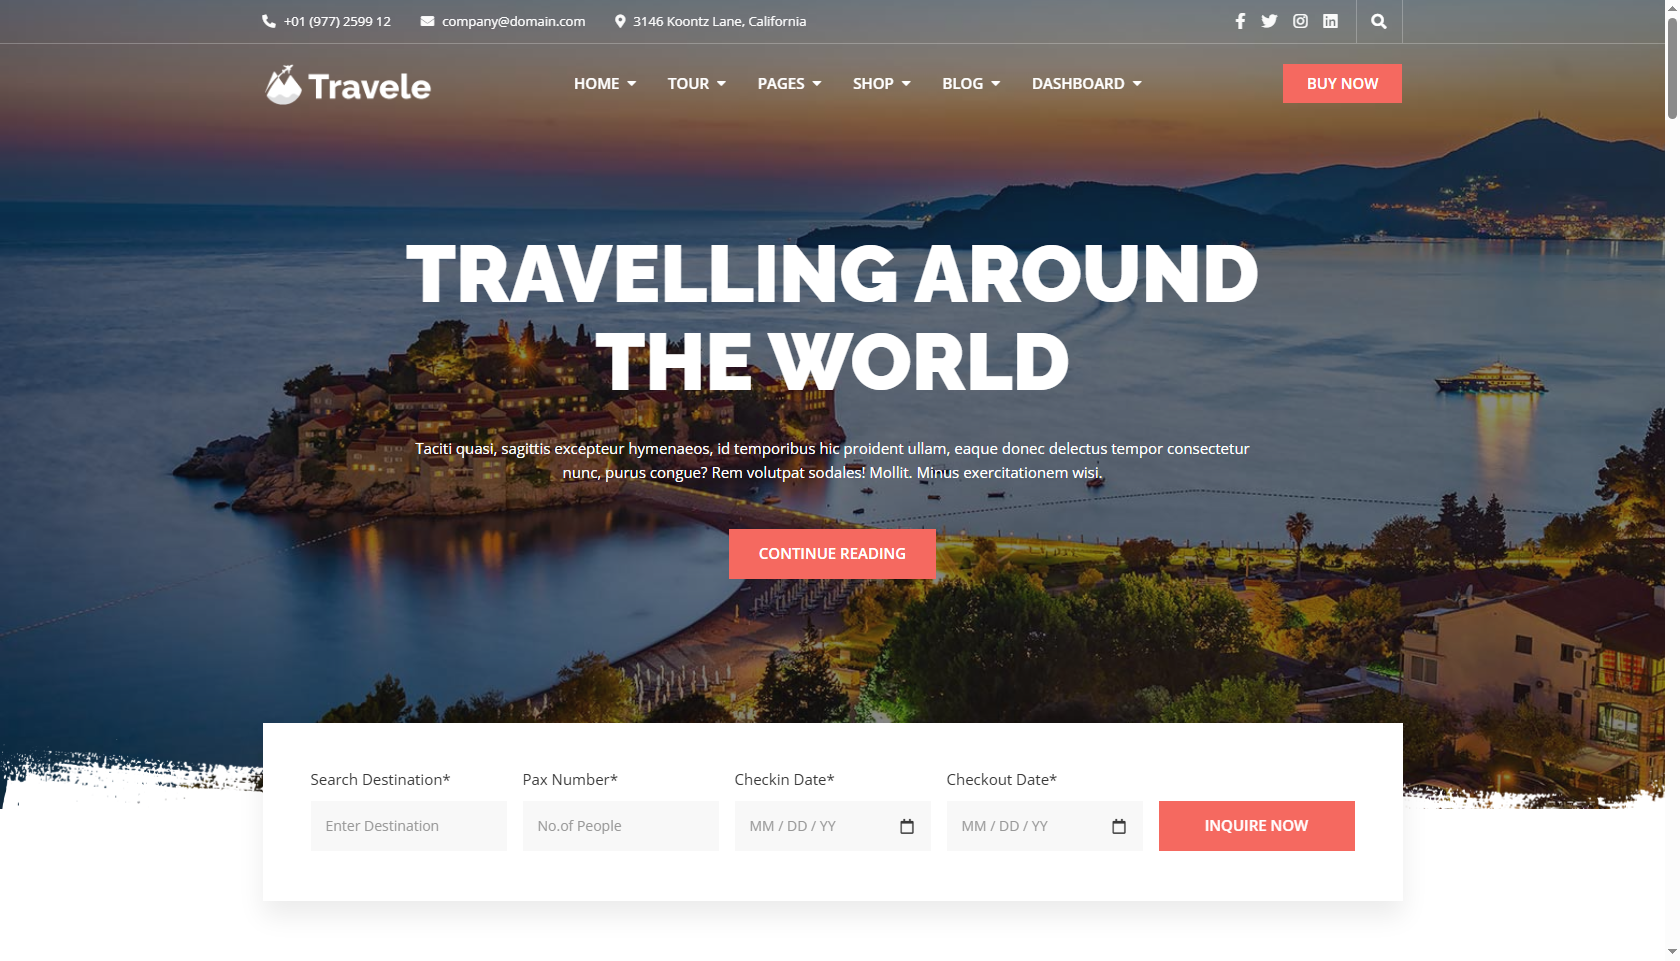 +01 (977) 2599 12
company@domain.com
3146 Koontz Lane, California
Travele
HOME
TOUR
PAGES
SHOP
BLOG
DASHBOARD
BUY NOW
TRAVELLING AROUND
THE WORLD
Taciti quasi, sagittis excepteur hymenaeos, id temporibus hic proident ullam, eaque donec delectus tempor consectetur
nunc, purus congue? Rem volutpat sodales! Mollit. Minus exercitationem wisi.
CONTINUE READING
Search Destination*
Pax Number*
Checkin Date*
Checkout Date*
Enter Destination
No.of People
MM / DD / YY
MM / DD / YY
INQUIRE NOW